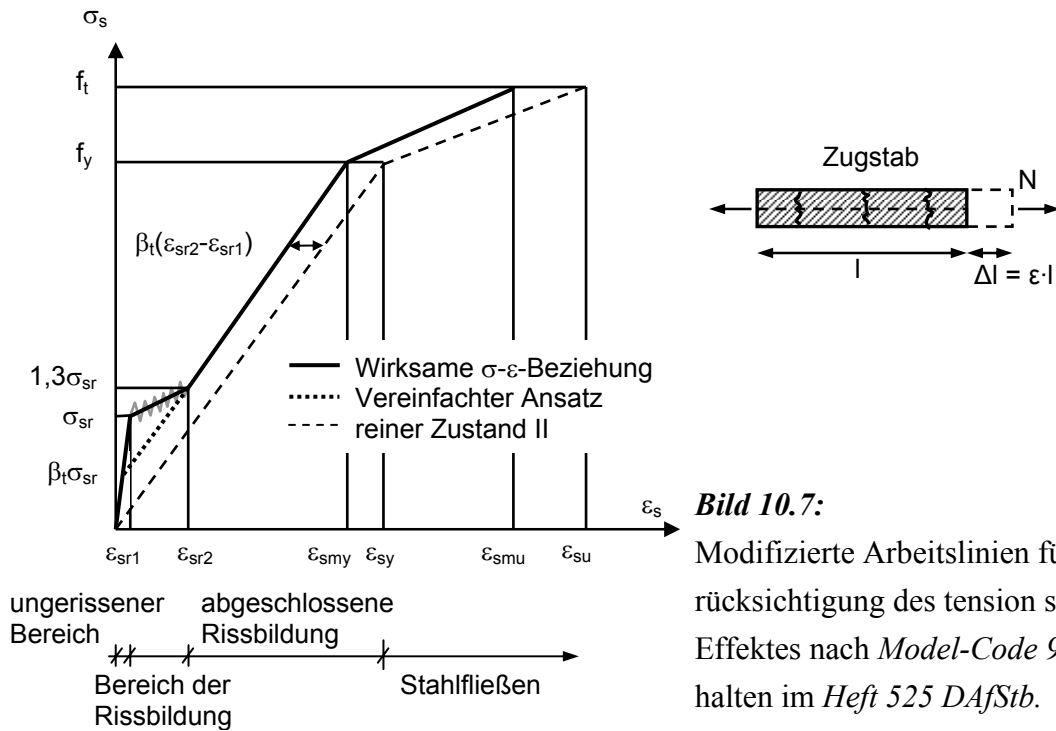 σs
ft
fy
βt(εsr2-εsr1)
1,3σsr
σsr
βtσsr
Wirksame σ-ε-Beziehung
Vereinfachter Ansatz
reiner Zustand II
εs
εsr1 εsr2 εsmy εsy εsmu εsu
ungerissener Bereich
abgeschlossene Rissbildung
Bereich der Rissbildung
Stahlfließen
Zugstab
N
l
Δl = ε·l
Bild 10.7:
Modifizierte Arbeitslinien fü
rücksichtigung des tension s
Effektes nach Model-Code 9
halten im Heft 525 DAfStb.